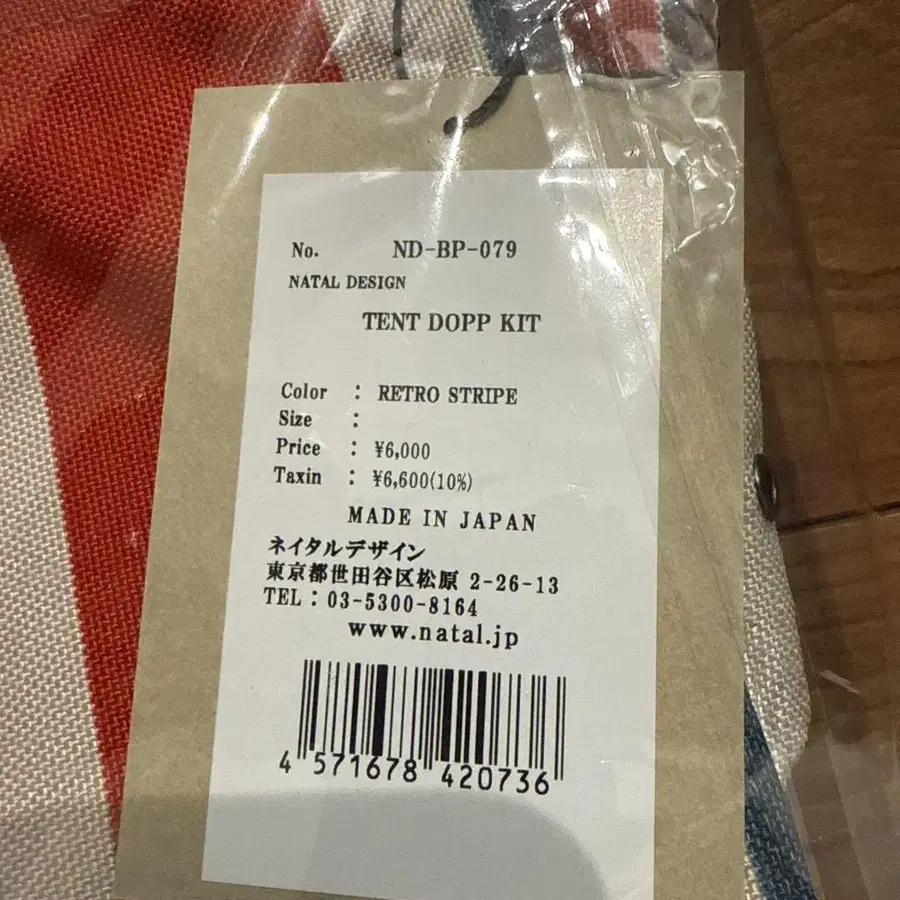 No. ND-BP-079
NATAL DESIGN
TENT DOPP KIT
Color : RETRO STRIPE
Size :
Price : ¥6,000
Taxin : ¥6,600(10%)
MADE IN JAPAN
ネイタルデザイン
東京都世田谷区松原 2-26-13
TEL : 03-5300-8164
www.natal.jp
4 571678 420736